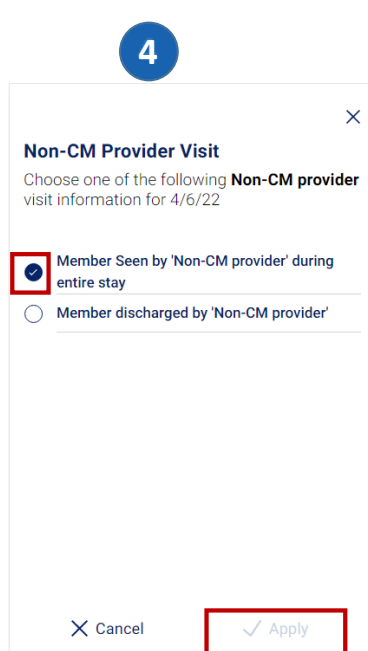 4
Non-CM Provider Visit
Choose one of the following Non-CM provider
visit information for 4/6/22
Member Seen by 'Non-CM provider' during
entire stay
Member discharged by 'Non-CM provider'
Cancel
Apply